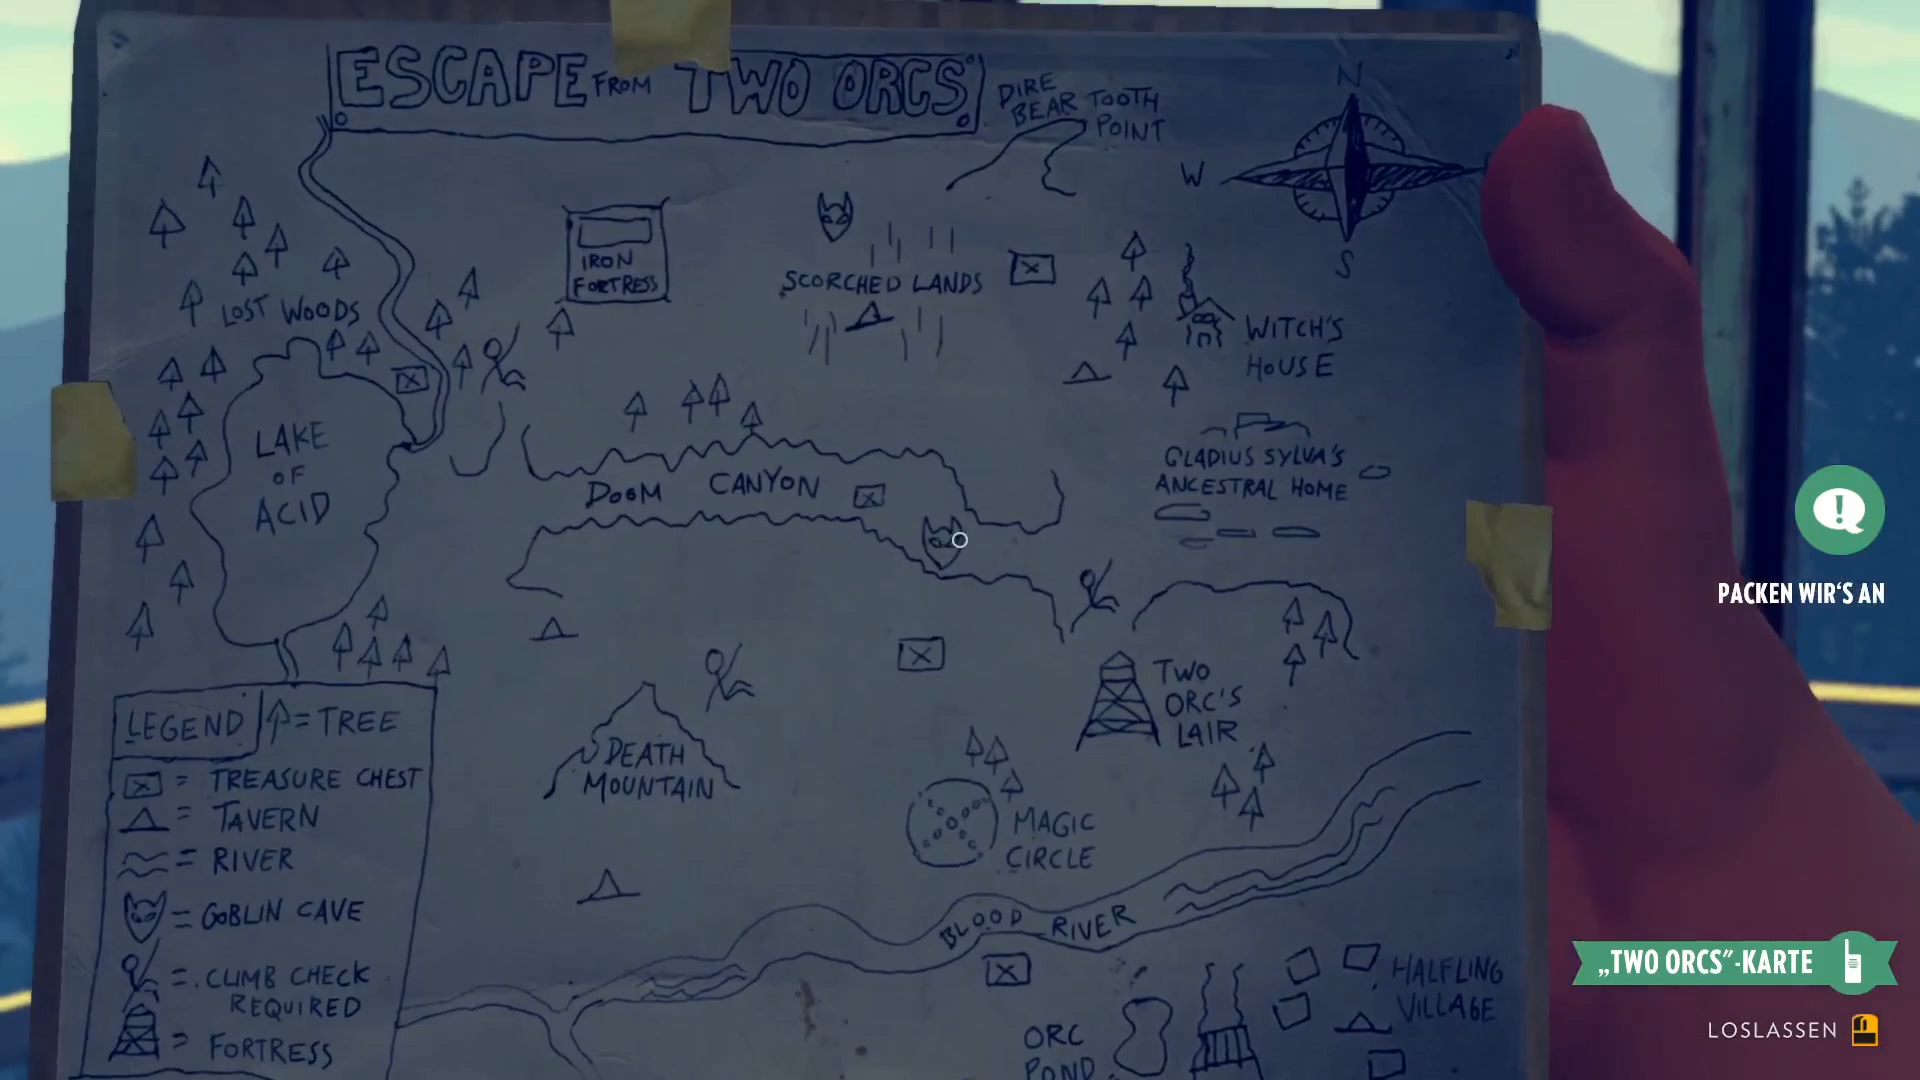 ESCAPE FROM TWO ORCS
DIRE
BEAR TOOTH
POINT
N
W
S
IRON
FORTRESS
SCORCHED LANDS
LOST WOODS
WITCH'S
HOUSE
LAKE
OF
ACID
DOOM CANYON
GLADIUS SYLVA'S
ANCESTRAL HOME
TWO
ORC'S
LAIR
DEATH
MOUNTAIN
MAGIC
CIRCLE
BLOOD RIVER
HALFLING
VILLAGE
ORC
POND
LEGEND
= TREE
= TREASURE CHEST
= TAVERN
= RIVER
= GOBLIN CAVE
= CLIMB CHECK
REQUIRED
= FORTRESS
PACKEN WIR'S AN
„TWO ORCS"-KARTE
LOSLASSEN